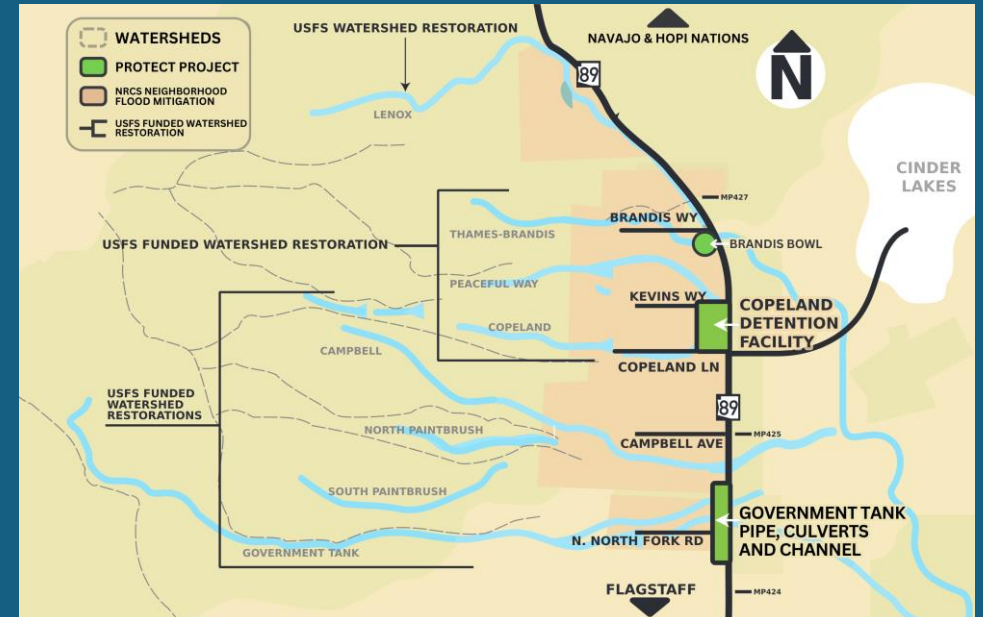 WATERSHEDS
PROTECT PROJECT
NRCS NEIGHBORHOOD
FLOOD MITIGATION
USFS FUNDED WATERSHED
RESTORATION
USFS WATERSHED RESTORATION
NAVAJO & HOPI NATIONS
N
89
LENOX
CINDER
LAKES
MP427
BRANDIS WY
THAMES-BRANDIS
USFS FUNDED WATERSHED RESTORATION
BRANDIS BOWL
PEACEFUL WAY
KEVINS WY
COPELAND
DETENTION
FACILITY
COPELAND
CAMPBELL
COPELAND LN
USFS FUNDED
WATERSHED
RESTORATIONS
89
NORTH PAINTBRUSH
CAMPBELL AVE
MP425
SOUTH PAINTBRUSH
GOVERNMENT TANK
PIPE, CULVERTS
AND CHANNEL
N. NORTH FORK RD
GOVERNMENT TANK
FLAGSTAFF
MP424